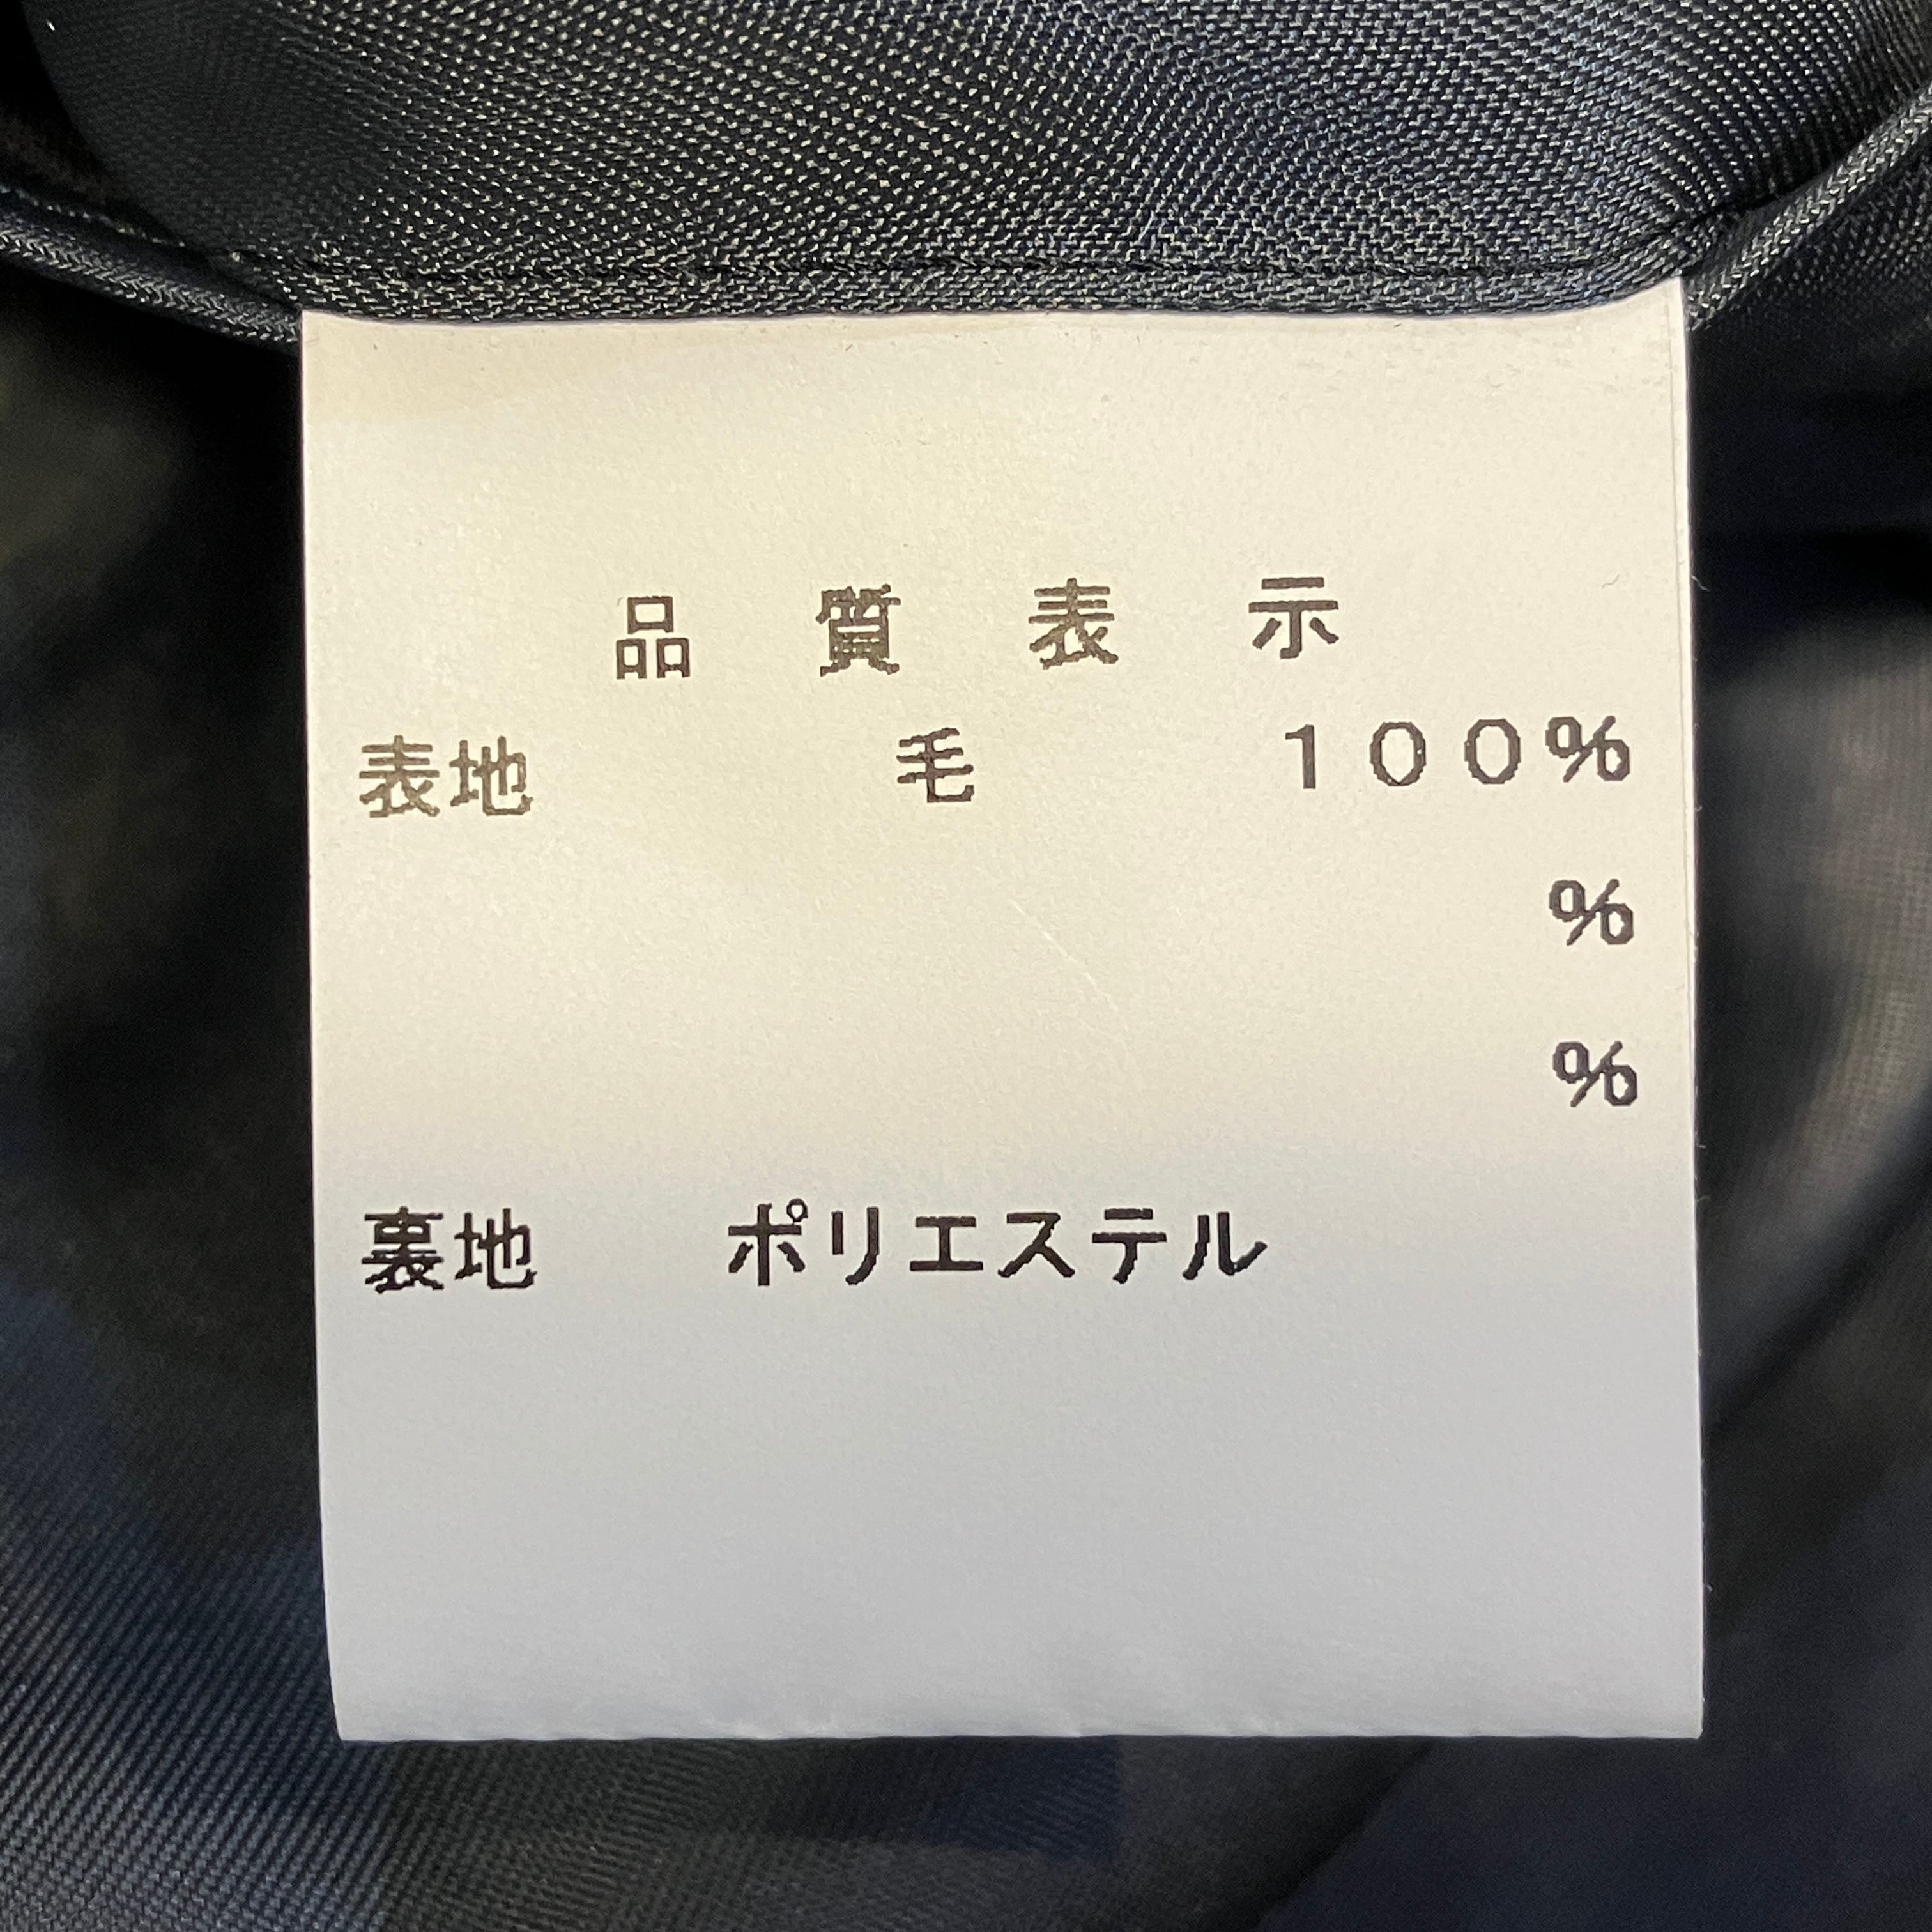 品質表示
表地 毛 100%
%
%
裏地 ポリエステル